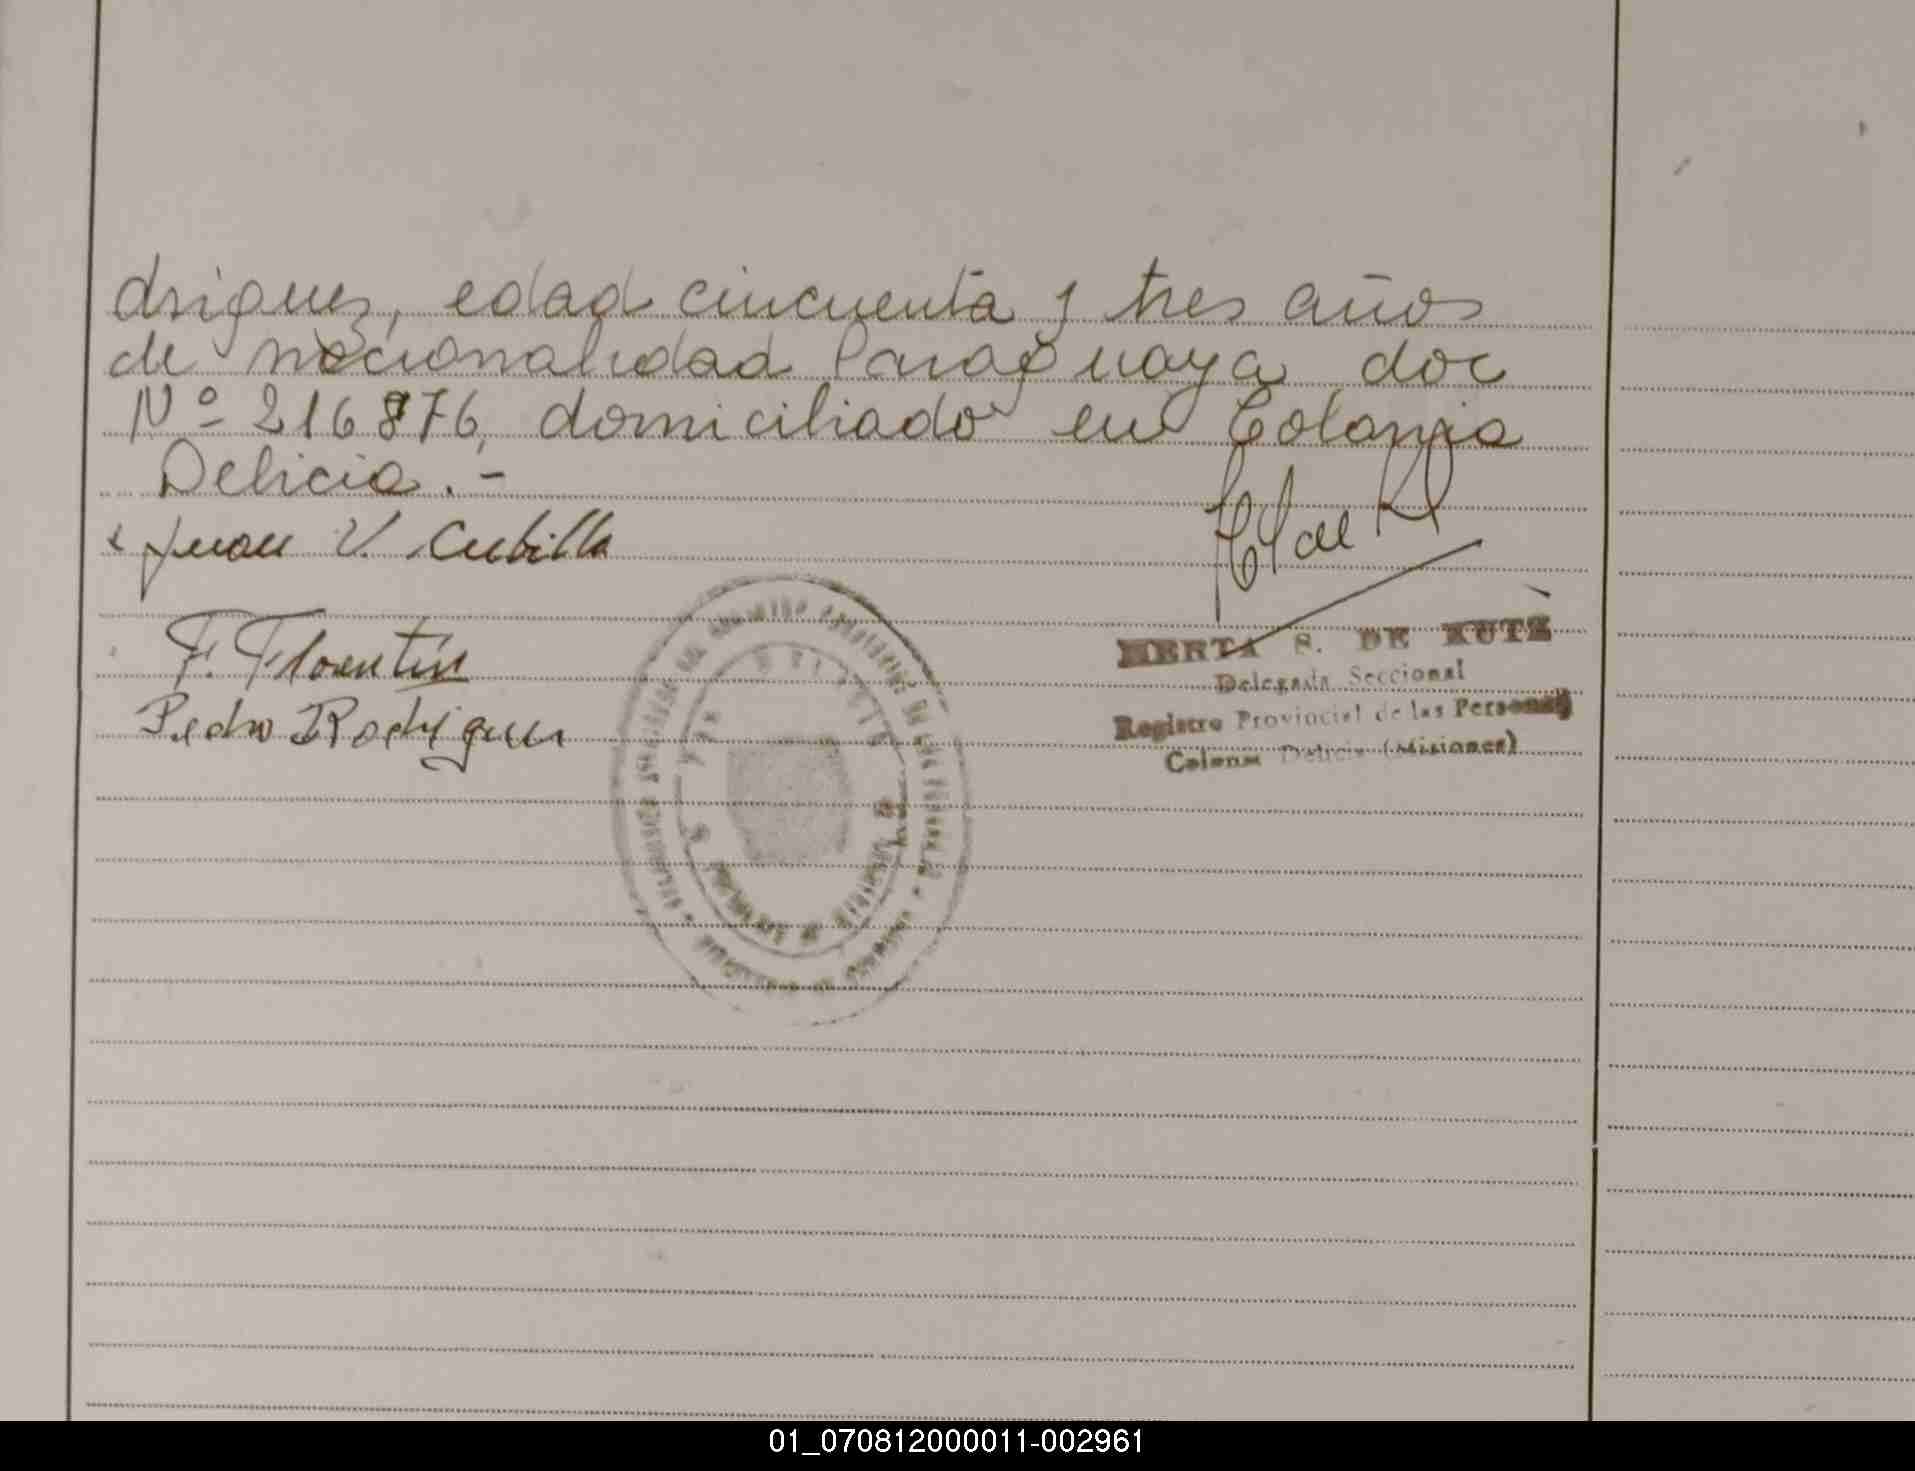 driguez, edad cincuenta y tres años
de nacionalidad Paraguaya doc
Nº 216876, domiciliado en Colonia
Delicia.-
Juan V. Cubilla
F. Florentín
Pedro Rodriguez
HERTA S. DE KUTZ
Delegada Seccional
Registro Provincial de las Personas
Colonia Delicia (Misiones)
01_070812000011-002961